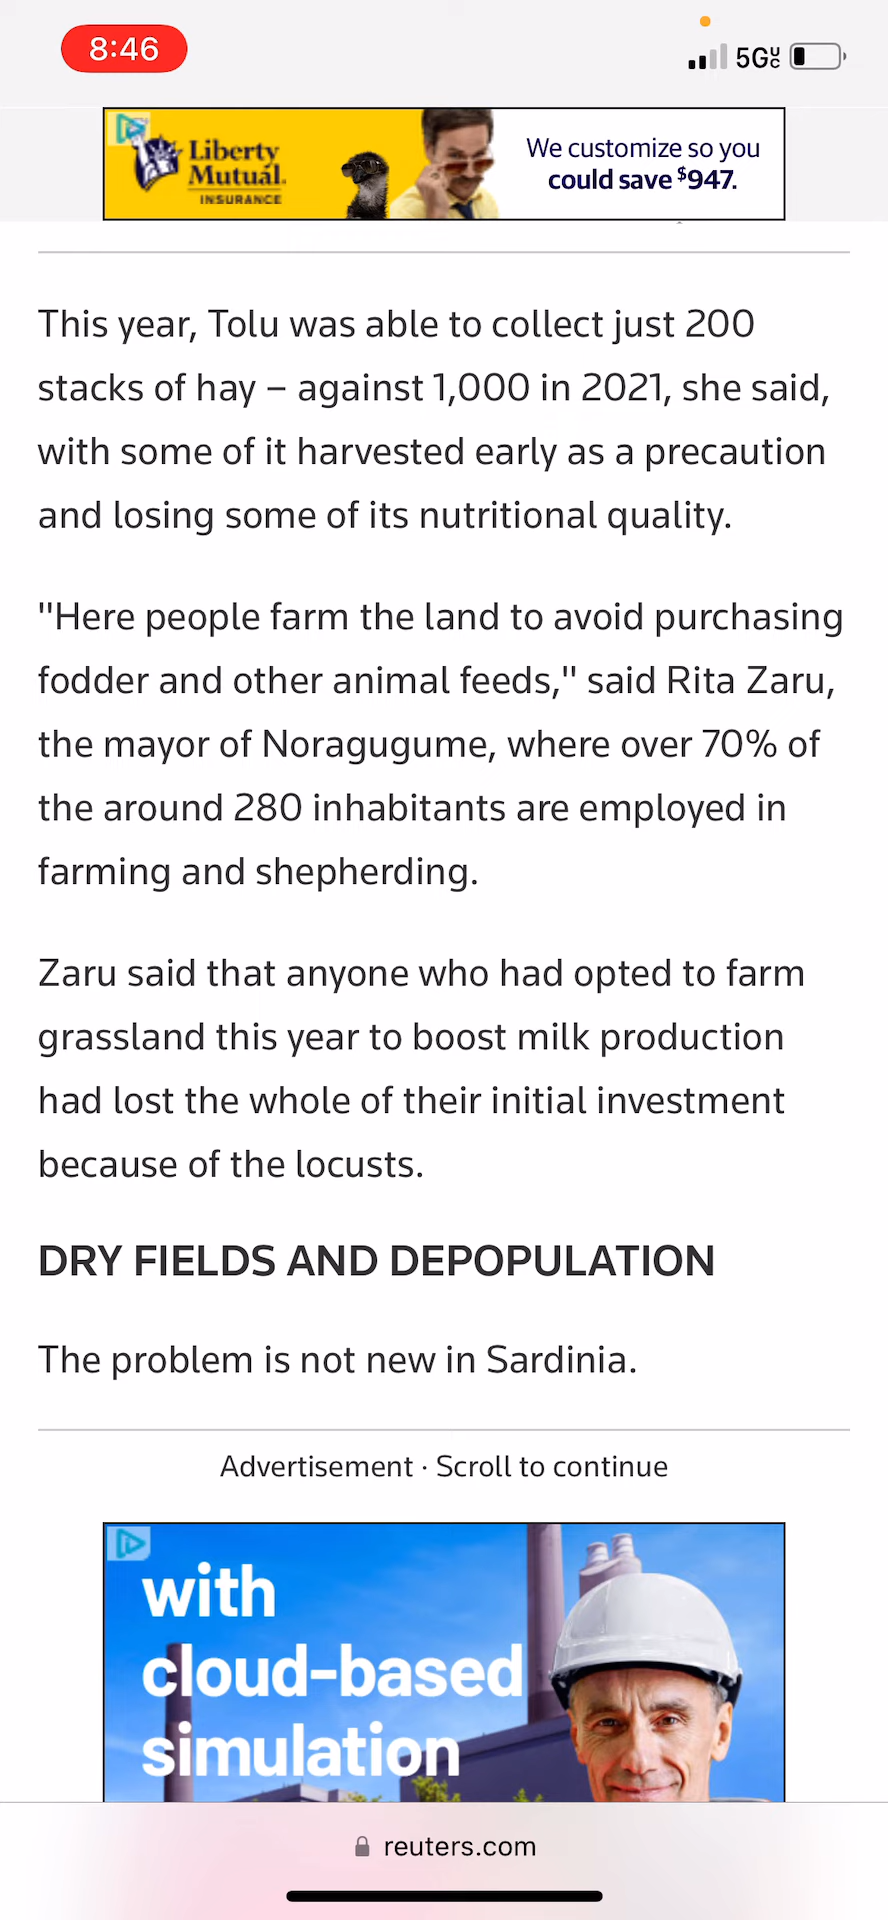 8:46
5G UC
Liberty
Mutual.
INSURANCE
We customize so you
could save $947.
This year, Tolu was able to collect just 200
stacks of hay – against 1,000 in 2021, she said,
with some of it harvested early as a precaution
and losing some of its nutritional quality.
"Here people farm the land to avoid purchasing
fodder and other animal feeds," said Rita Zaru,
the mayor of Noragugume, where over 70% of
the around 280 inhabitants are employed in
farming and shepherding.
Zaru said that anyone who had opted to farm
grassland this year to boost milk production
had lost the whole of their initial investment
because of the locusts.
DRY FIELDS AND DEPOPULATION
The problem is not new in Sardinia.
Advertisement · Scroll to continue
with
cloud-based
simulation
reuters.com